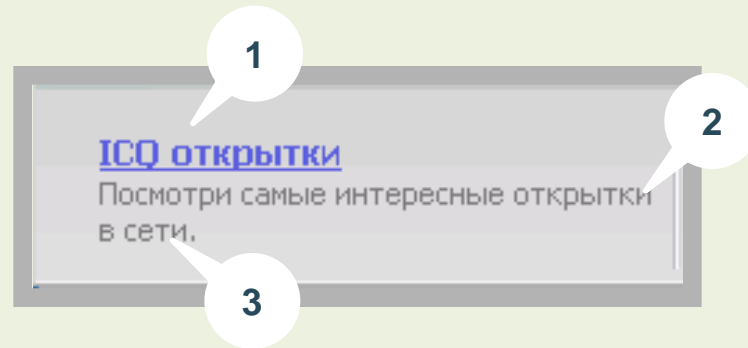 1
2
ICQ открытки
Посмотри самые интересные открытки
в сети.
3